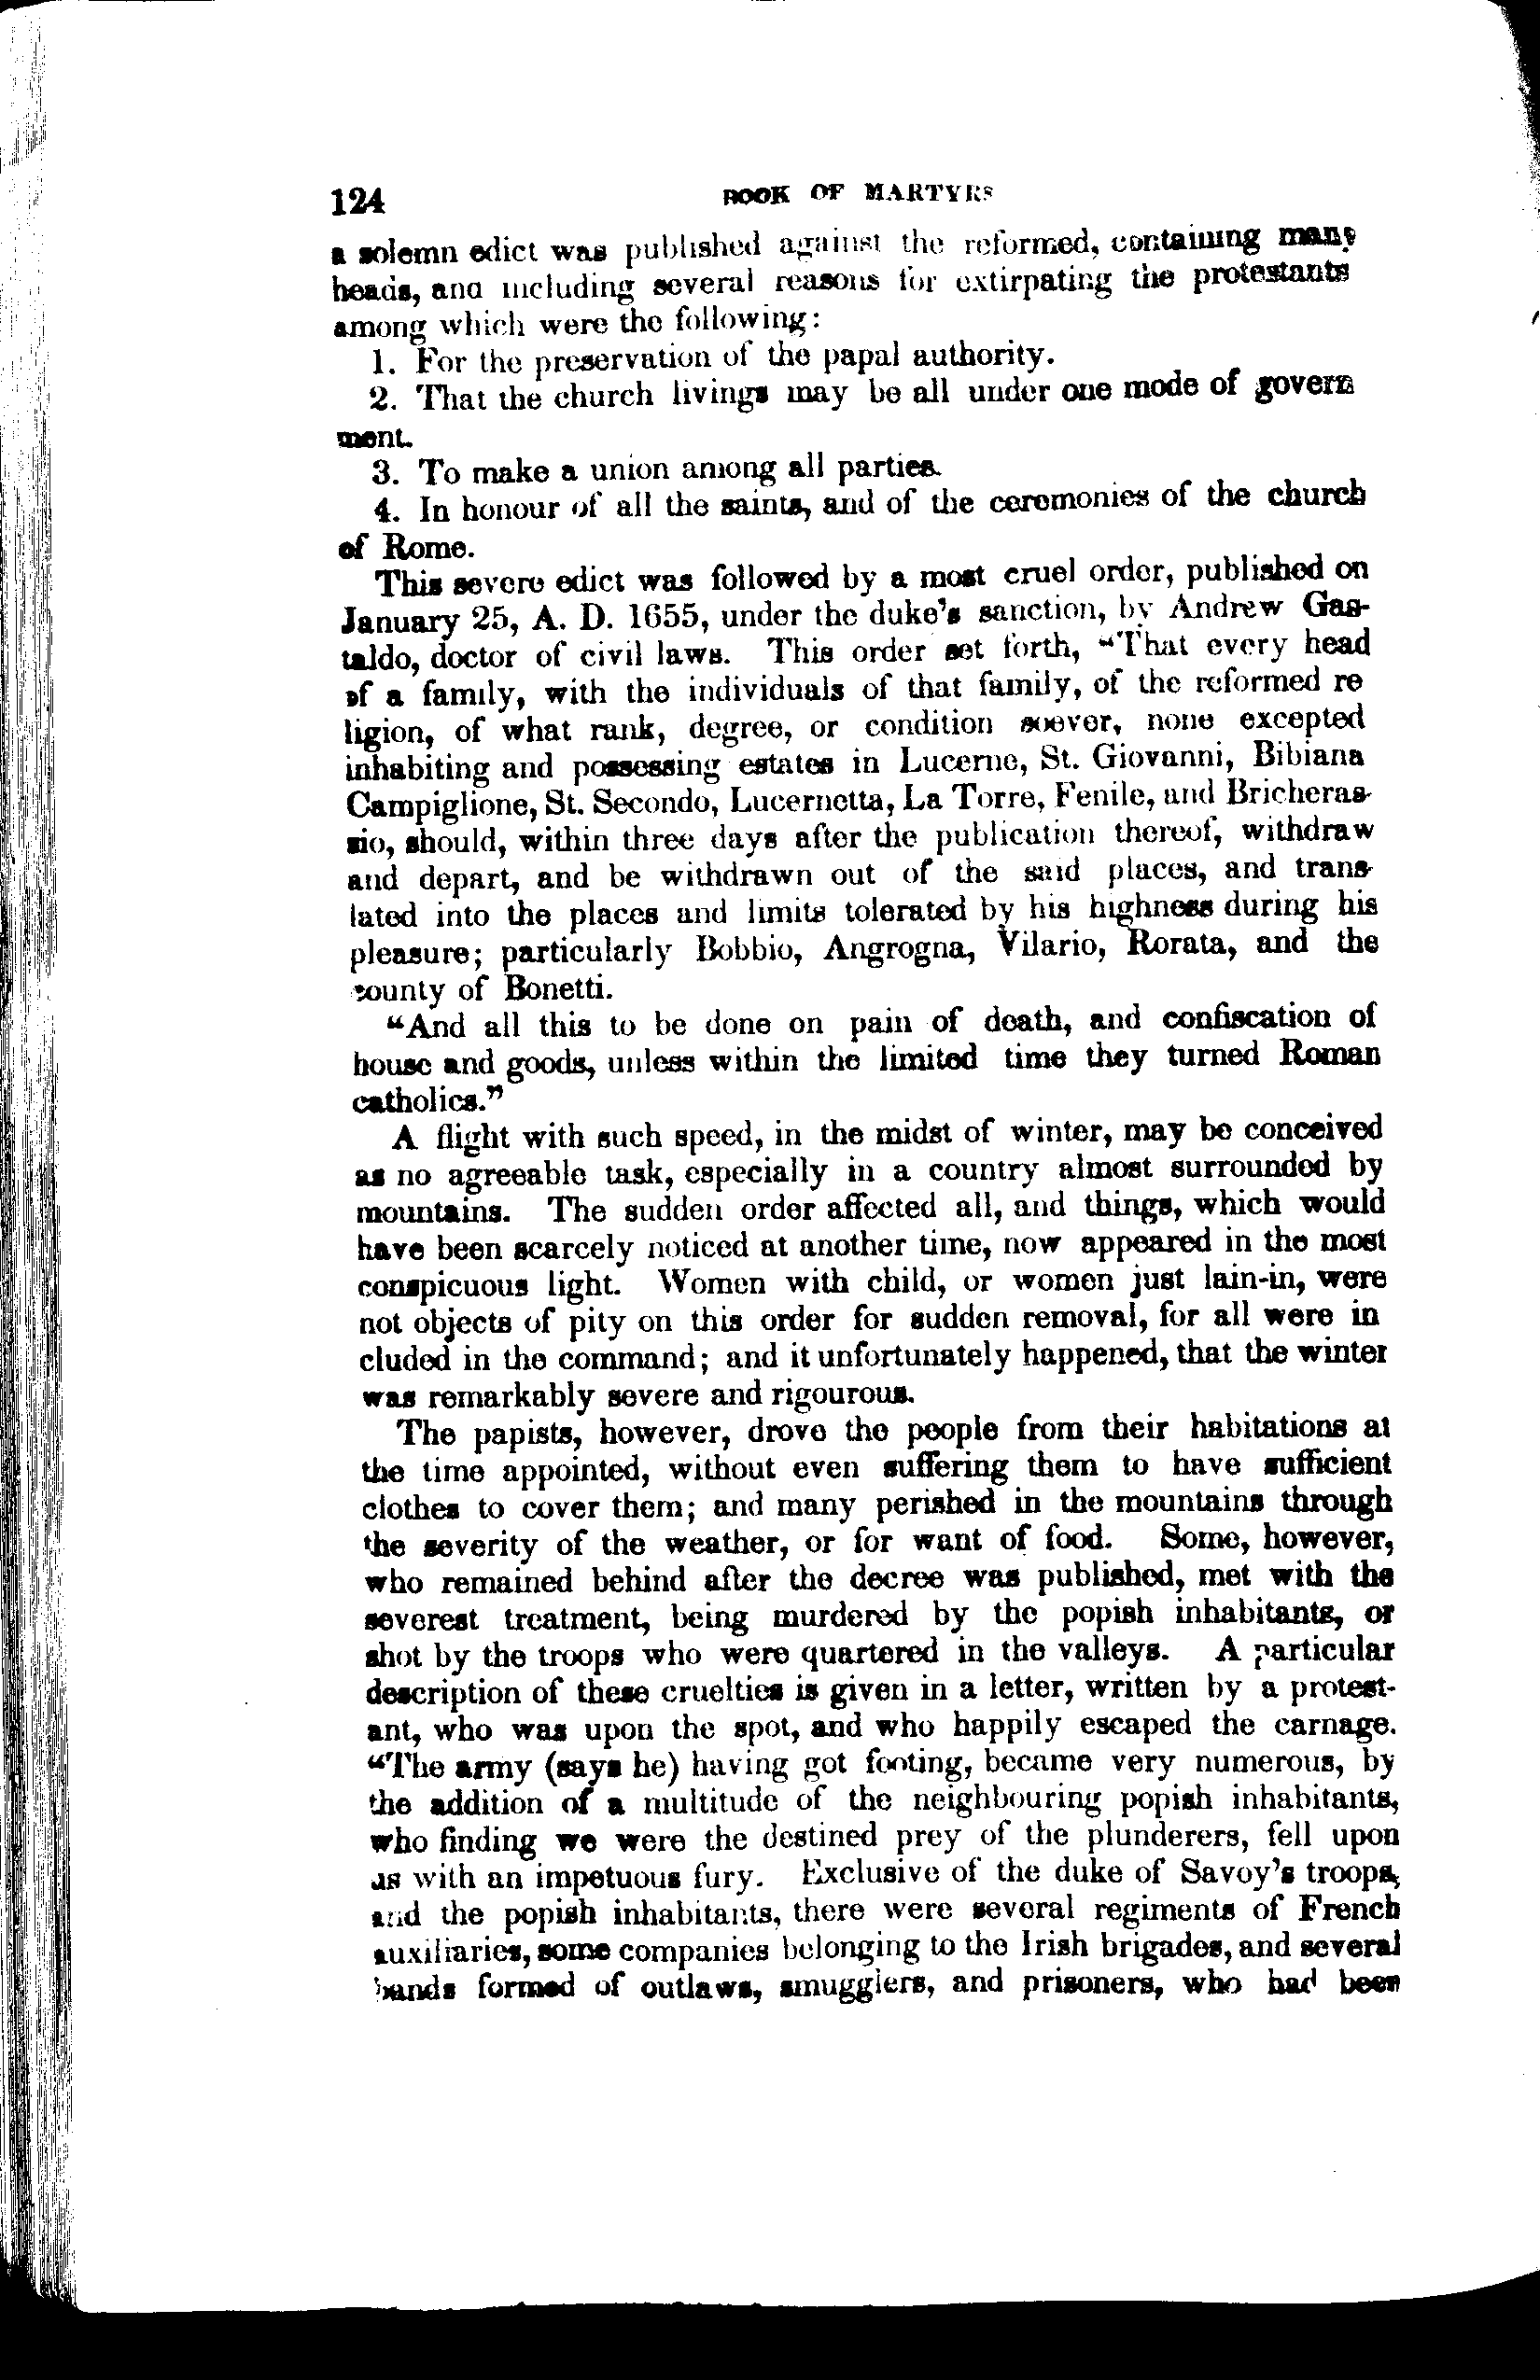 124 BOOK OF MARTYRS
a solemn edict was published against the reformed, containing many
heads, and including several reasons for extirpating the protestants
among which were the following:
1. For the preservation of the papal authority.
2. That the church livings may be all under one mode of govern
ment.
3. To make a union among all parties.
4. In honour of all the saints, and of the ceremonies of the church
of Rome.
This severe edict was followed by a most cruel order, published on
January 25, A. D. 1655, under the duke's sanction, by Andrew Gas-
taldo, doctor of civil laws. This order set forth, "That every head
of a family, with the individuals of that family, of the reformed re
ligion, of what rank, degree, or condition soever, none excepted
inhabiting and possessing estates in Lucerne, St. Giovanni, Bibiana
Campiglione, St. Secondo, Lucernetta, La Torre, Fenile, and Bricheras-
sio, should, within three days after the publication thereof, withdraw
and depart, and be withdrawn out of the said places, and trans-
lated into the places and limits tolerated by his highness during his
pleasure; particularly Bobbio, Angrogna, Vilario, Rorata, and the
county of Bonetti.
"And all this to be done on pain of death, and confiscation of
house and goods, unless within the limited time they turned Roman
catholics."
A flight with such speed, in the midst of winter, may be conceived
as no agreeable task, especially in a country almost surrounded by
mountains. The sudden order affected all, and things, which would
have been scarcely noticed at another time, now appeared in the most
conspicuous light. Women with child, or women just lain-in, were
not objects of pity on this order for sudden removal, for all were in
cluded in the command; and it unfortunately happened, that the winter
was remarkably severe and rigourous.
The papists, however, drove the people from their habitations at
the time appointed, without even suffering them to have sufficient
clothes to cover them; and many perished in the mountains through
the severity of the weather, or for want of food. Some, however,
who remained behind after the decree was published, met with the
severest treatment, being murdered by the popish inhabitants, or
shot by the troops who were quartered in the valleys. A particular
description of these cruelties is given in a letter, written by a protest-
ant, who was upon the spot, and who happily escaped the carnage.
"The army (says he) having got footing, became very numerous, by
the addition of a multitude of the neighbouring popish inhabitants,
who finding we were the destined prey of the plunderers, fell upon
us with an impetuous fury. Exclusive of the duke of Savoy's troops,
and the popish inhabitants, there were several regiments of French
auxiliaries, some companies belonging to the Irish brigades, and several
bands formed of outlaws, smugglers, and prisoners, who had been